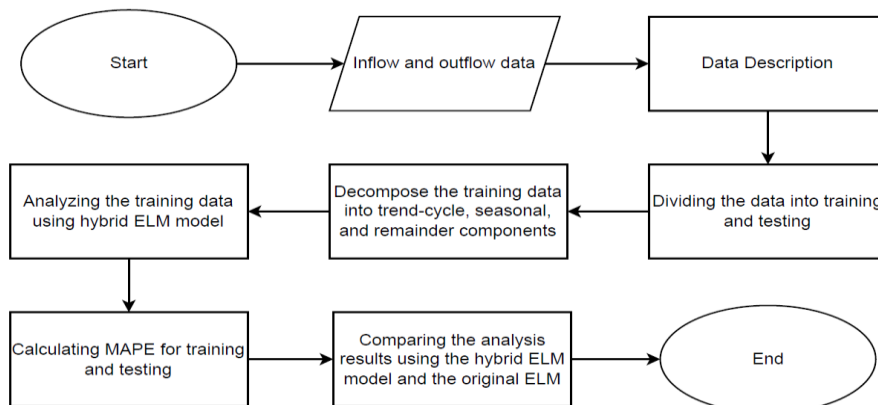 Start
Inflow and outflow data
Data Description
Dividing the data into training
and testing
Decompose the training data
into trend-cycle, seasonal,
and remainder components
Analyzing the training data
using hybrid ELM model
Calculating MAPE for training
and testing
Comparing the analysis
results using the hybrid ELM
model and the original ELM
End